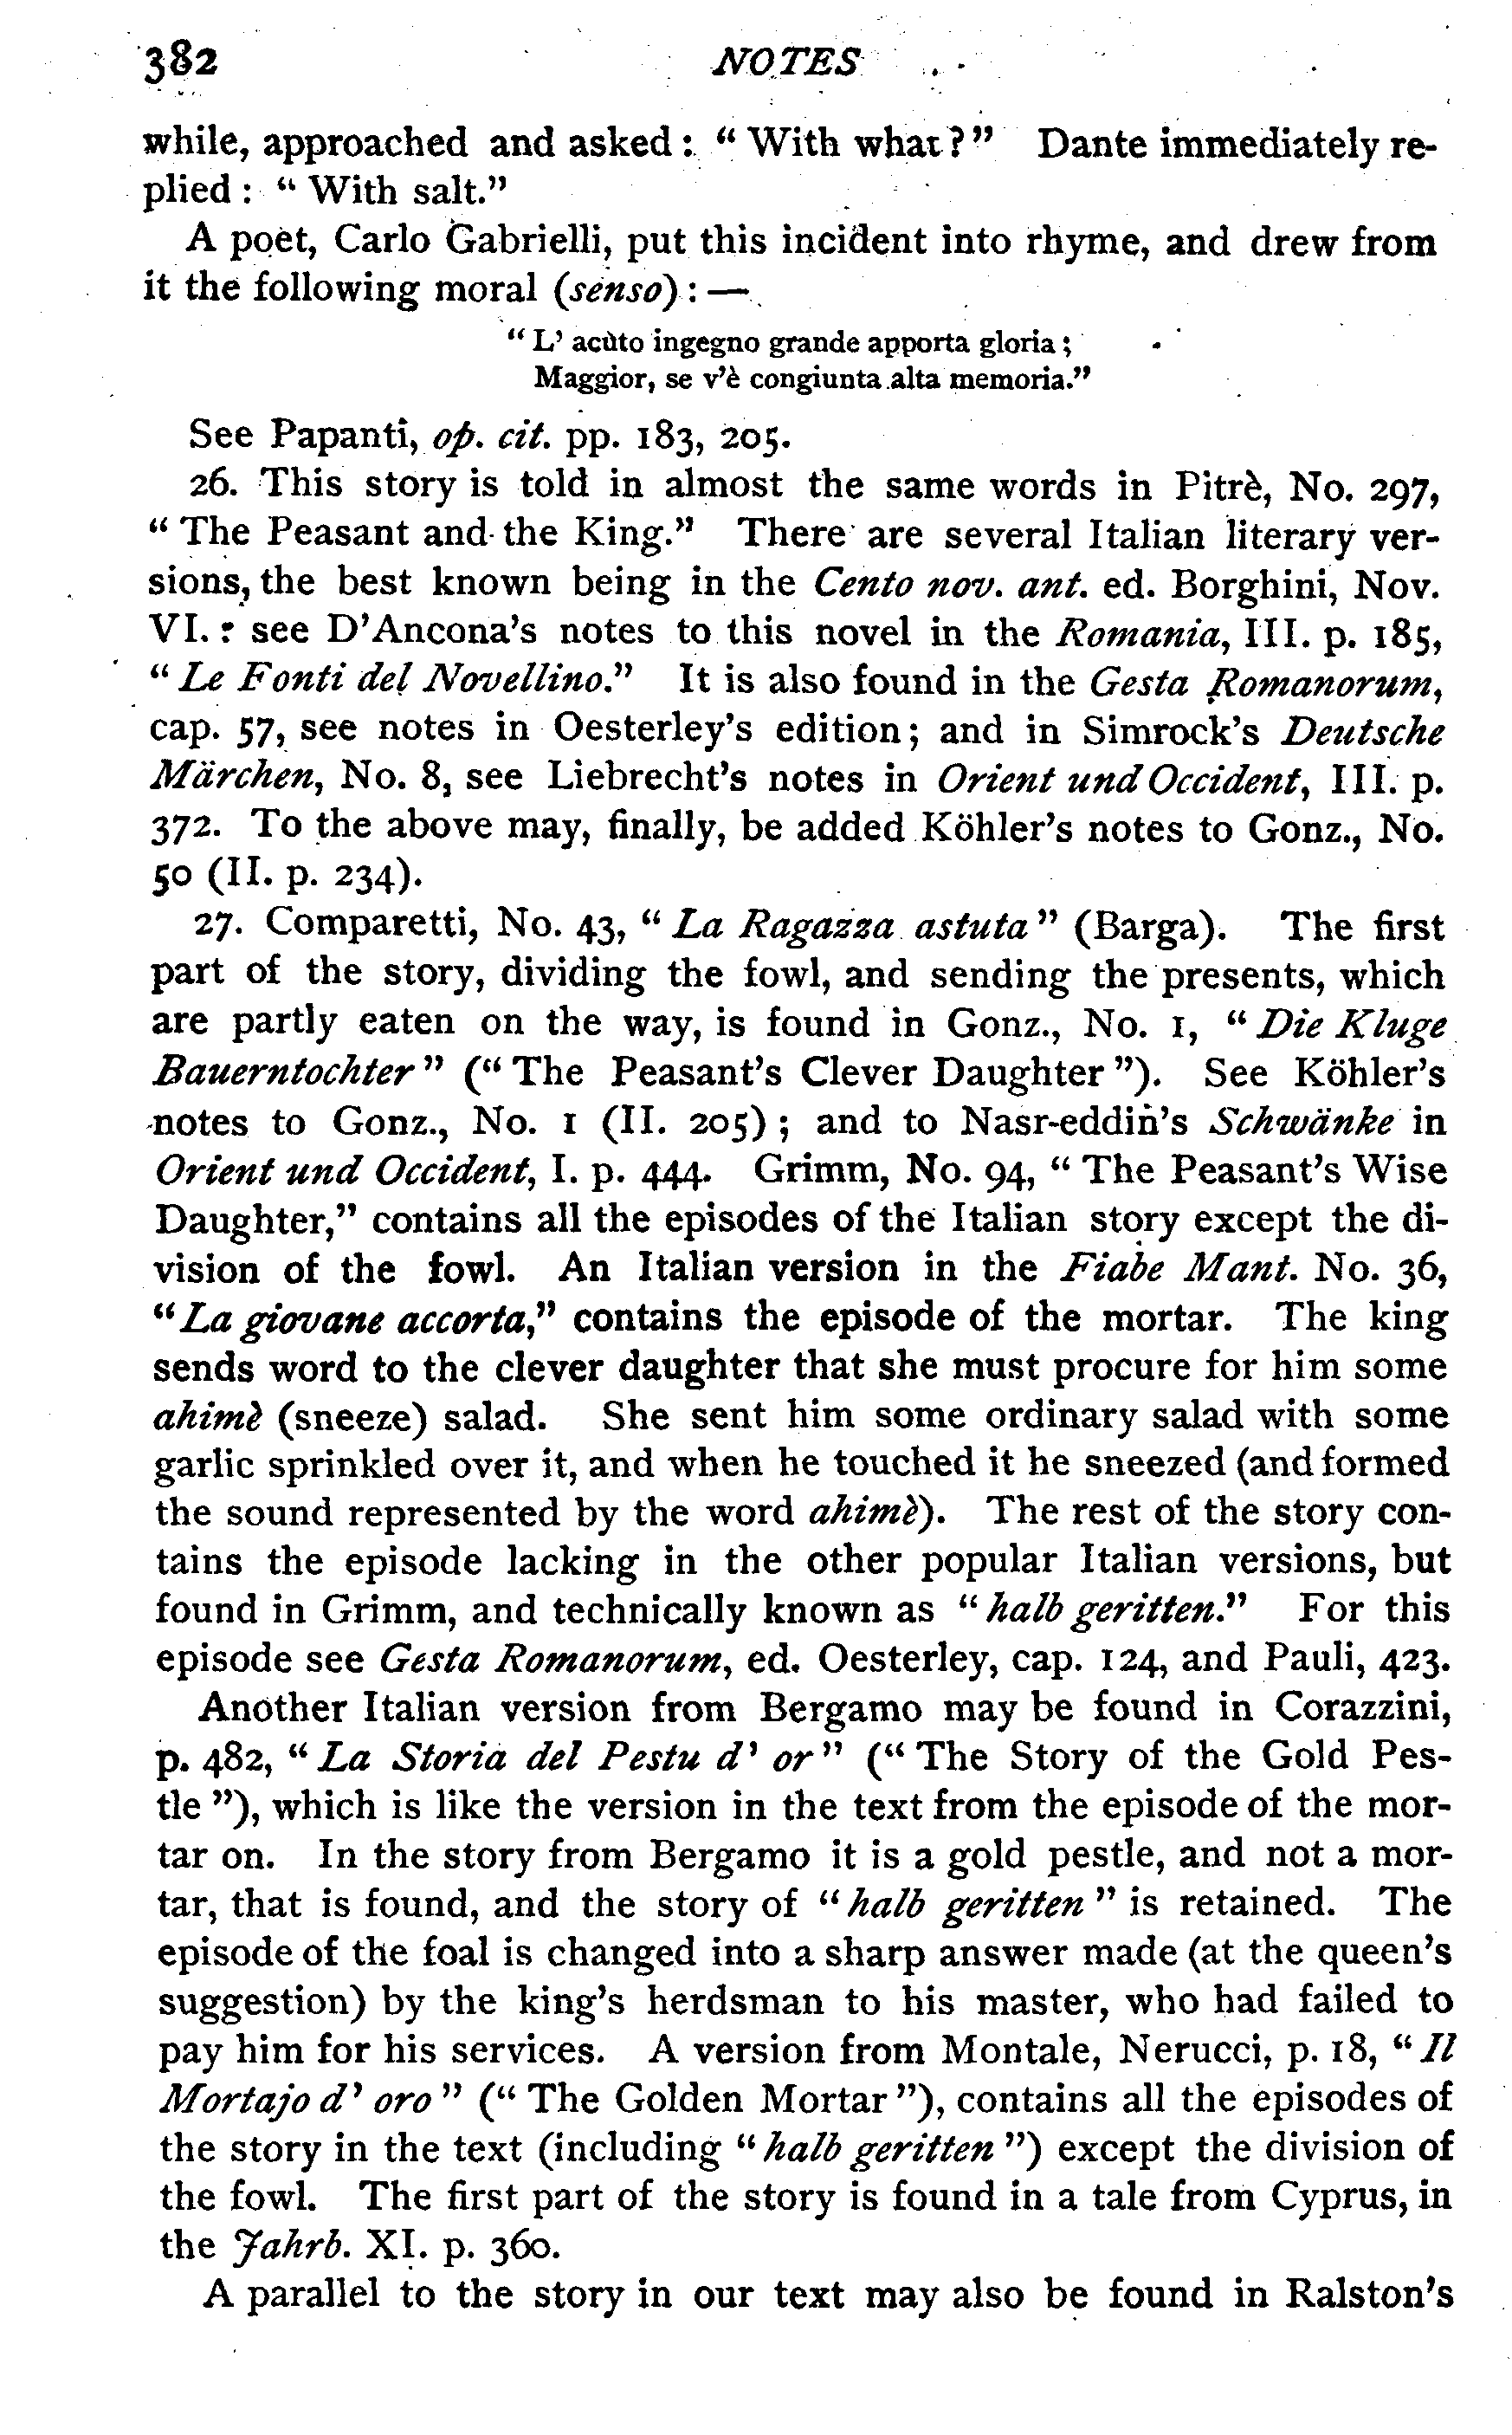 382 NOTES
while, approached and asked : " With what ? " Dante immediately re-
plied : " With salt."
A poet, Carlo Gabrielli, put this incident into rhyme, and drew from
it the following moral (senso) : —
" L' acùto ingegno grande apporta gloria ;
Maggior, se v'è congiunta alta memoria."
See Papanti, op. cit. pp. 183, 205.
26. This story is told in almost the same words in Pitrè, No. 297,
" The Peasant and the King." There are several Italian literary ver-
sions, the best known being in the Cento nov. ant. ed. Borghini, Nov.
VI. : see D'Ancona's notes to this novel in the Romania, III. p. 185,
" Le Fonti del Novellino." It is also found in the Gesta Romanorum,
cap. 57, see notes in Oesterley's edition ; and in Simrock's Deutsche
Märchen, No. 8, see Liebrecht's notes in Orient und Occident, III. p.
372. To the above may, finally, be added Köhler's notes to Gonz., No.
50 (II. p. 234).
27. Comparetti, No. 43, " La Ragazza astuta " (Barga). The first
part of the story, dividing the fowl, and sending the presents, which
are partly eaten on the way, is found in Gonz., No. 1, " Die Kluge
Bauerntochter " (" The Peasant's Clever Daughter "). See Köhler's
notes to Gonz., No. 1 (II. 205) ; and to Nasr-eddin's Schwänke in
Orient und Occident, I. p. 444. Grimm, No. 94, " The Peasant's Wise
Daughter," contains all the episodes of the Italian story except the di-
vision of the fowl. An Italian version in the Fiabe Mant. No. 36,
" La giovane accorta," contains the episode of the mortar. The king
sends word to the clever daughter that she must procure for him some
ahimè (sneeze) salad. She sent him some ordinary salad with some
garlic sprinkled over it, and when he touched it he sneezed (and formed
the sound represented by the word ahimè). The rest of the story con-
tains the episode lacking in the other popular Italian versions, but
found in Grimm, and technically known as " halb geritten." For this
episode see Gesta Romanorum, ed. Oesterley, cap. 124, and Pauli, 423.
Another Italian version from Bergamo may be found in Corazzini,
p. 482, " La Storia del Pestu d' or " (" The Story of the Gold Pes-
tle "), which is like the version in the text from the episode of the mor-
tar on. In the story from Bergamo it is a gold pestle, and not a mor-
tar, that is found, and the story of " halb geritten " is retained. The
episode of the foal is changed into a sharp answer made (at the queen's
suggestion) by the king's herdsman to his master, who had failed to
pay him for his services. A version from Montale, Nerucci, p. 18, " Il
Mortajo d' oro " (" The Golden Mortar "), contains all the episodes of
the story in the text (including " halb geritten ") except the division of
the fowl. The first part of the story is found in a tale from Cyprus, in
the Jahrb. XI. p. 360.
A parallel to the story in our text may also be found in Ralston's